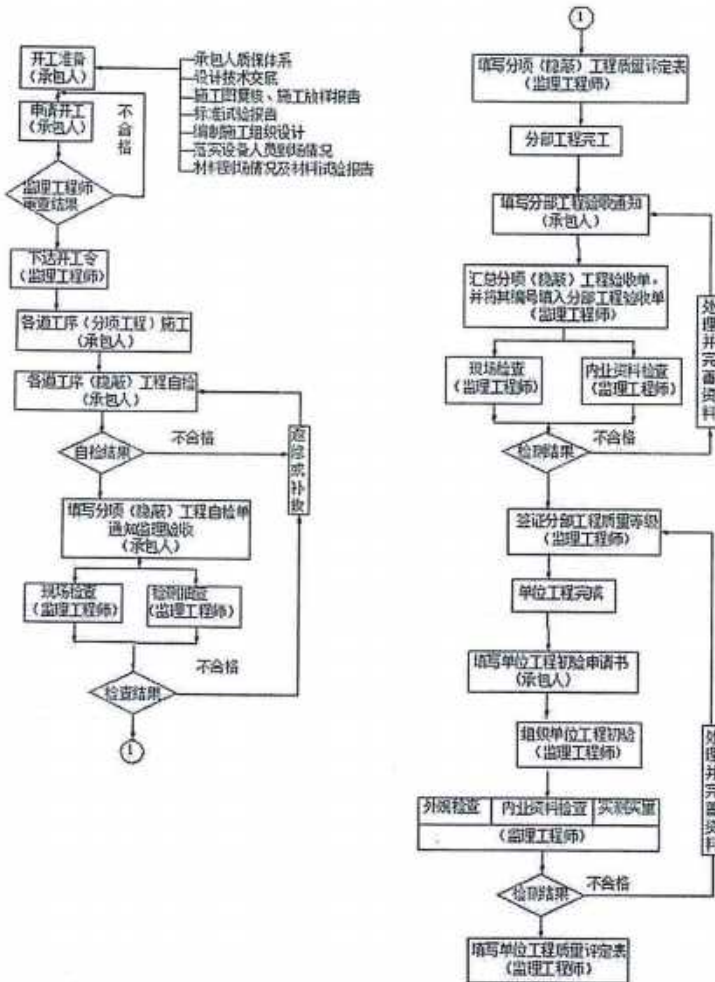 开工准备
(承包人)
承包人质保体系
设计技术交底
施工图复核、施工放样报告
标准试验报告
编制施工组织设计
落实设备人员到场情况
材料到场情况及材料试验报告
申请开工
(承包人)
不合格
监理工程师
审查结果
下达开工令
(监理工程师)
各道工序(分项工程)施工
(承包人)
各道工序(隐蔽)工程自检
(承包人)
自检结果
不合格
返修或补救
填写分项(隐蔽)工程自检单
通知监理验收
(承包人)
现场检查
(监理工程师)
检测抽查
(监理工程师)
不合格
检查结果
1
1
填写分项(隐蔽)工程质量评定表
(监理工程师)
分部工程完工
填写分部工程验收通知
(承包人)
汇总分项(隐蔽)工程验收单,
并将其编号填入分部工程验收单
(监理工程师)
现场检查
(监理工程师)
内业资料检查
(监理工程师)
处理并完善资料
检测结果
不合格
签证分部工程质量等级
(监理工程师)
单位工程完成
填写单位工程初验申请书
(承包人)
组织单位工程初验
(监理工程师)
处理并完善资料
外观检查
内业资料检查
实测实量
(监理工程师)
检测结果
不合格
填写单位工程质量评定表
(监理工程师)